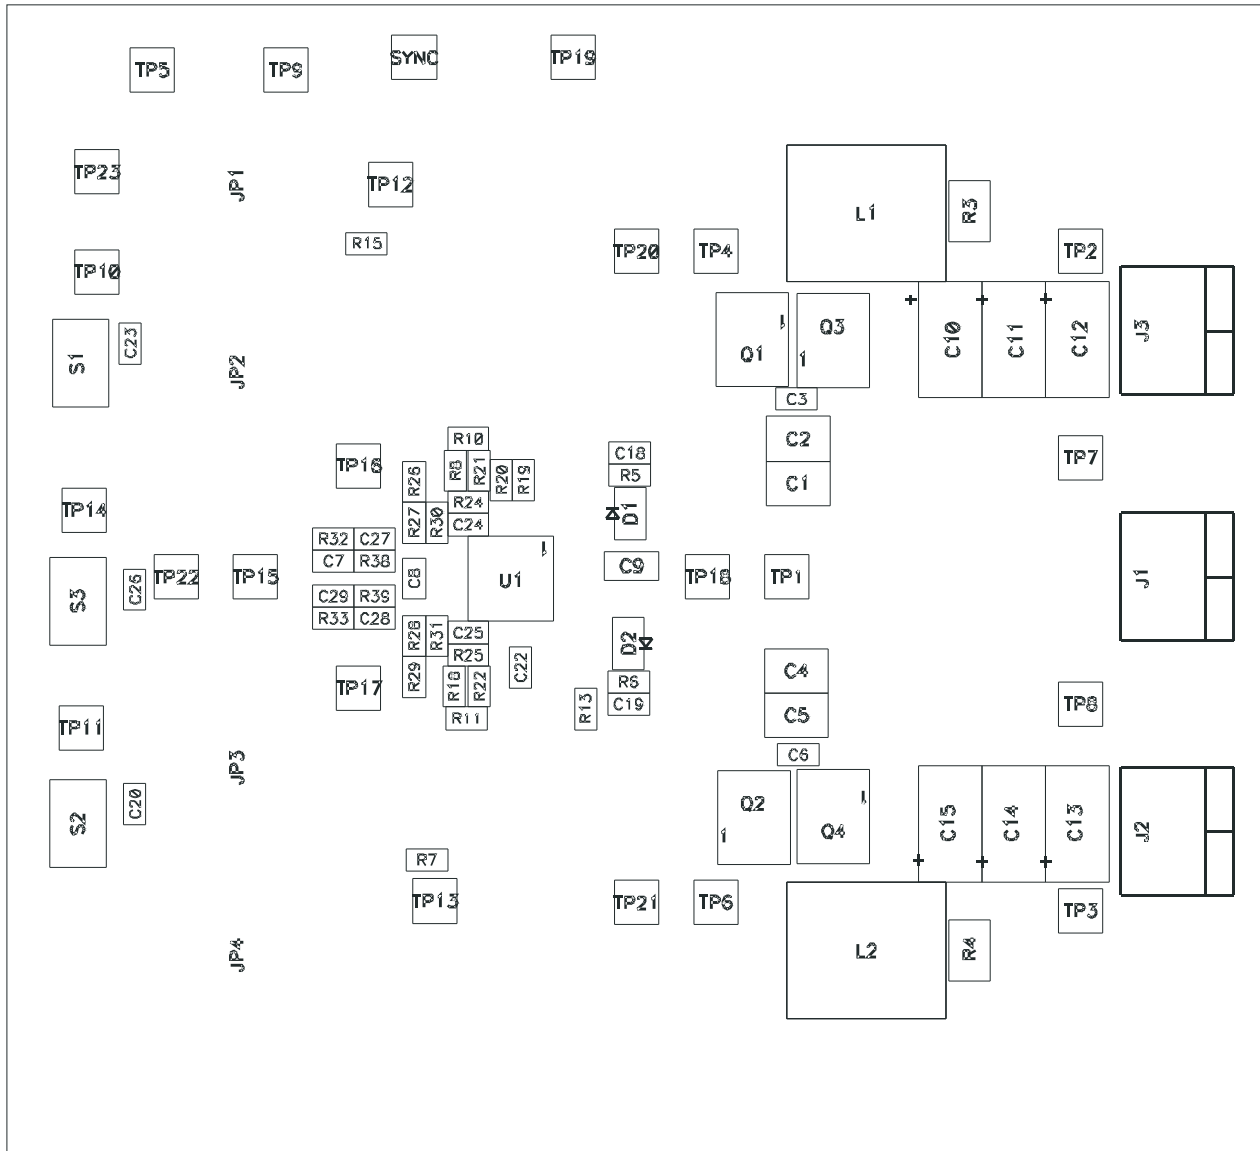 SYNC
TP19
TP5
TP9
TP23
TP12
JP1
L1
R3
R15
TP20
TP4
TP2
TP10
C23
S1
JP2
Q1
1
Q3
1
C10
C11
C12
J3
C3
C2
C1
TP7
R10
TP16
R26
R8
R21
R20
R19
C18
R5
TP14
R27
R30
R24
C24
D1
R32
C27
C7
R38
C8
U1
1
C9
TP18
TP1
J1
S3
C26
TP22
TP15
C29
R39
R33
C28
R28
R31
C25
R25
C22
D2
C4
TP17
R29
R18
R22
R6
C19
R13
C5
TP8
TP11
R11
C6
JP3
S2
C20
Q2
1
Q4
1
C15
C14
C13
J2
R7
TP13
TP21
TP6
TP3
JP4
L2
R4